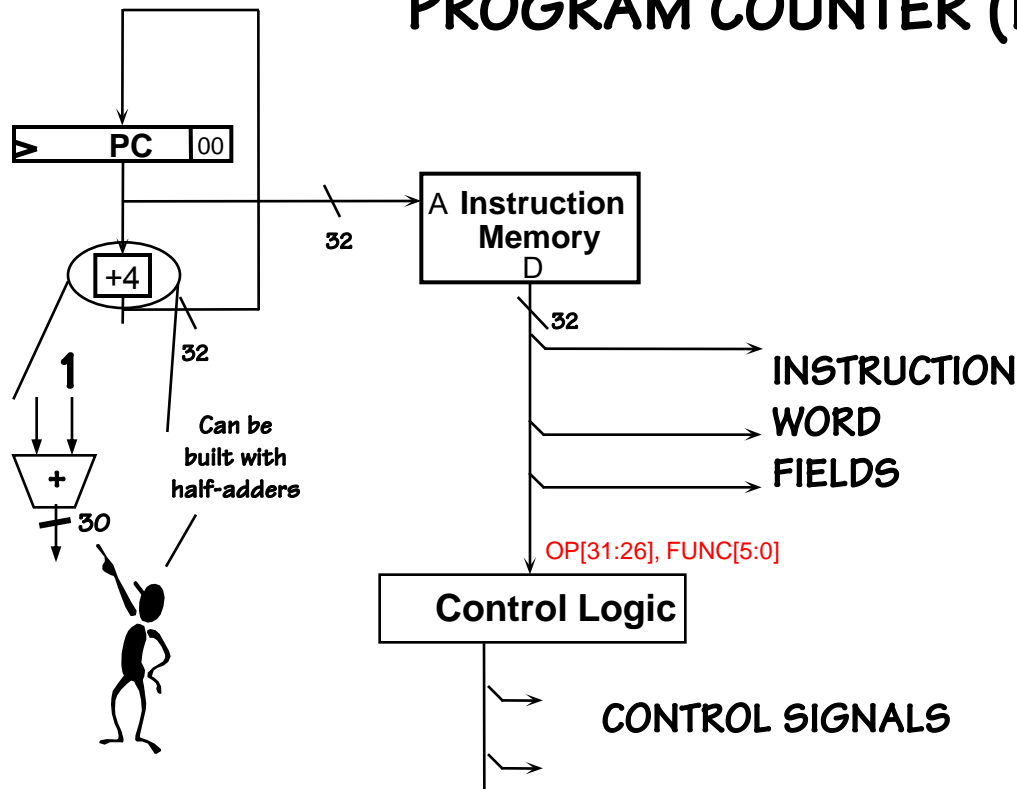 PROGRAM COUNTER (
PC 00
A Instruction
Memory
D
32
+4
32
32
1
+
30
Can be
built with
half-adders
INSTRUCTION
WORD
FIELDS
OP[31:26], FUNC[5:0]
Control Logic
CONTROL SIGNALS